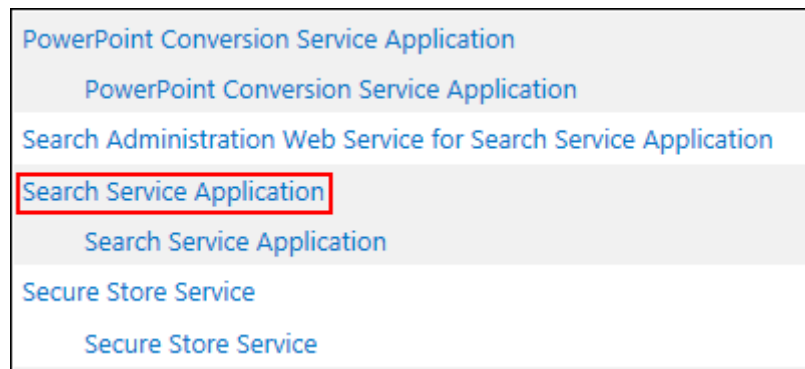 PowerPoint Conversion Service Application
PowerPoint Conversion Service Application
Search Administration Web Service for Search Service Application
Search Service Application
Search Service Application
Secure Store Service
Secure Store Service